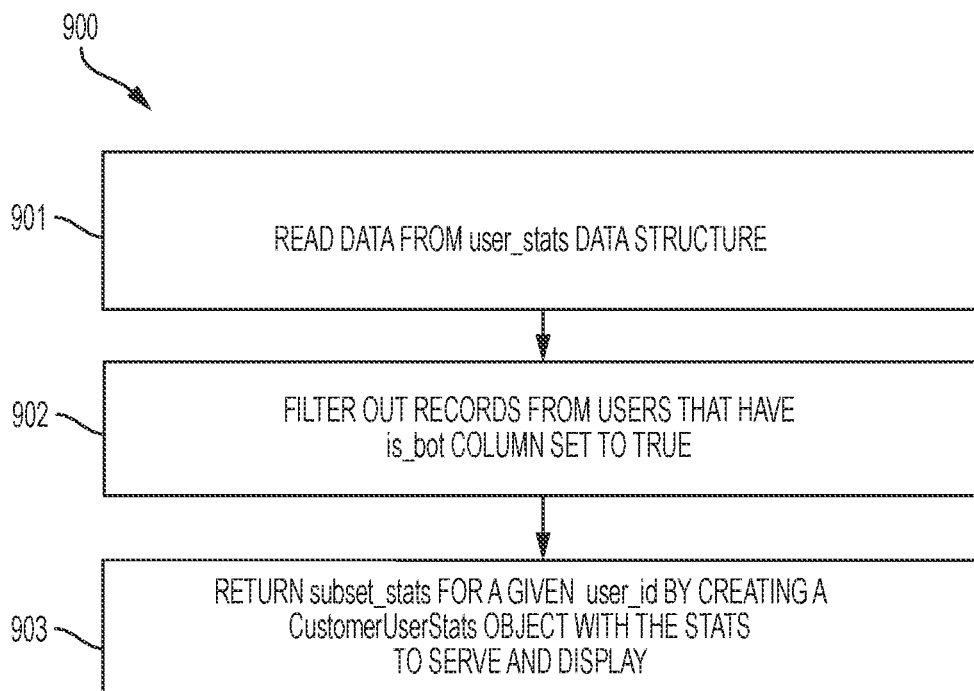 900
901
READ DATA FROM user_stats DATA STRUCTURE
902
FILTER OUT RECORDS FROM USERS THAT HAVE
is_bot COLUMN SET TO TRUE
903
RETURN subset_stats FOR A GIVEN user_id BY CREATING A
CustomerUserStats OBJECT WITH THE STATS
TO SERVE AND DISPLAY